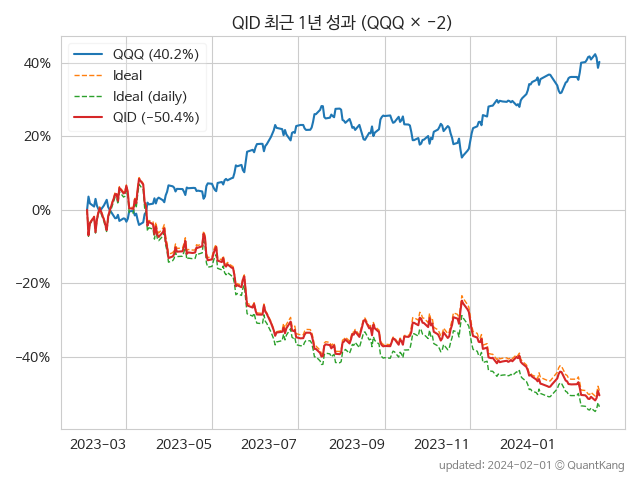 QID 최근 1년 성과 (QQQ × −2)
QQQ (40.2%)
Ideal
Ideal (daily)
QID (−50.4%)
40%
20%
0%
−20%
−40%
2023-03
2023-05
2023-07
2023-09
2023-11
2024-01
updated: 2024-02-01 © QuantKang